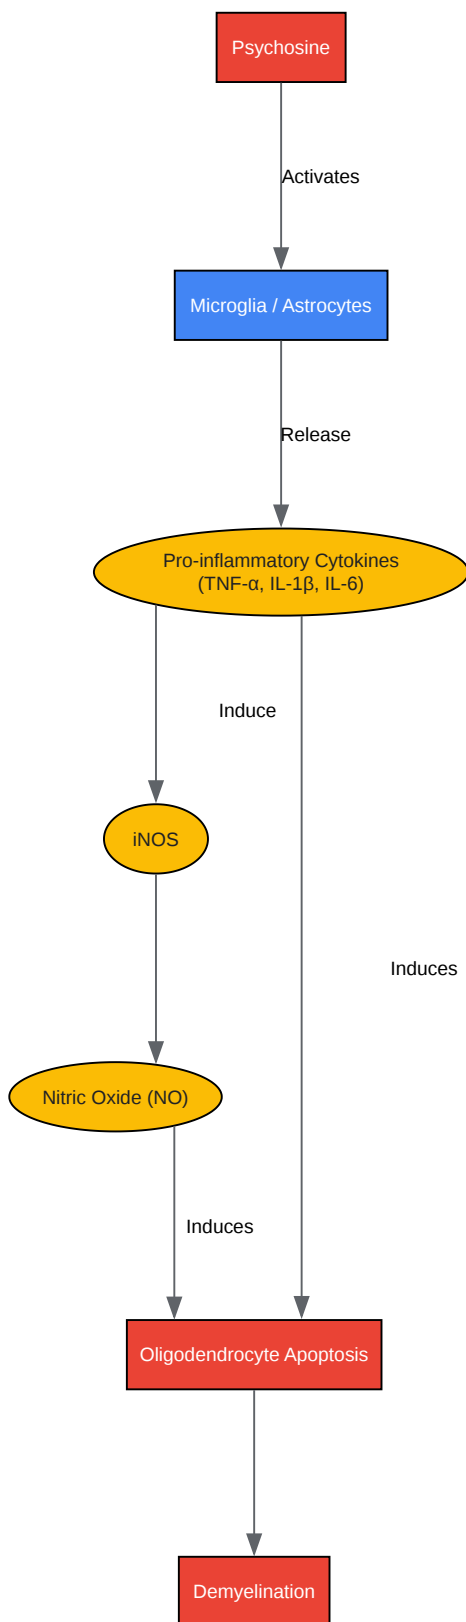 Psychosine
Activates
Microglia / Astrocytes
Release
Pro-inflammatory Cytokines
(TNF-α, IL-1β, IL-6)
Induce
iNOS
Induces
Nitric Oxide (NO)
Induces
Oligodendrocyte Apoptosis
Demyelination